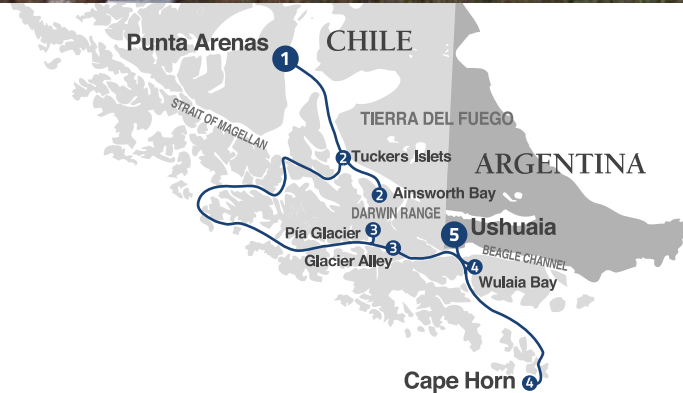 Punta Arenas
1
CHILE
STRAIT OF MAGELLAN
TIERRA DEL FUEGO
2
Tuckers Islets
ARGENTINA
2
Ainsworth Bay
DARWIN RANGE
Pía Glacier
3
5
Ushuaia
Glacier Alley
3
BEAGLE CHANNEL
4
Wulaia Bay
Cape Horn
4